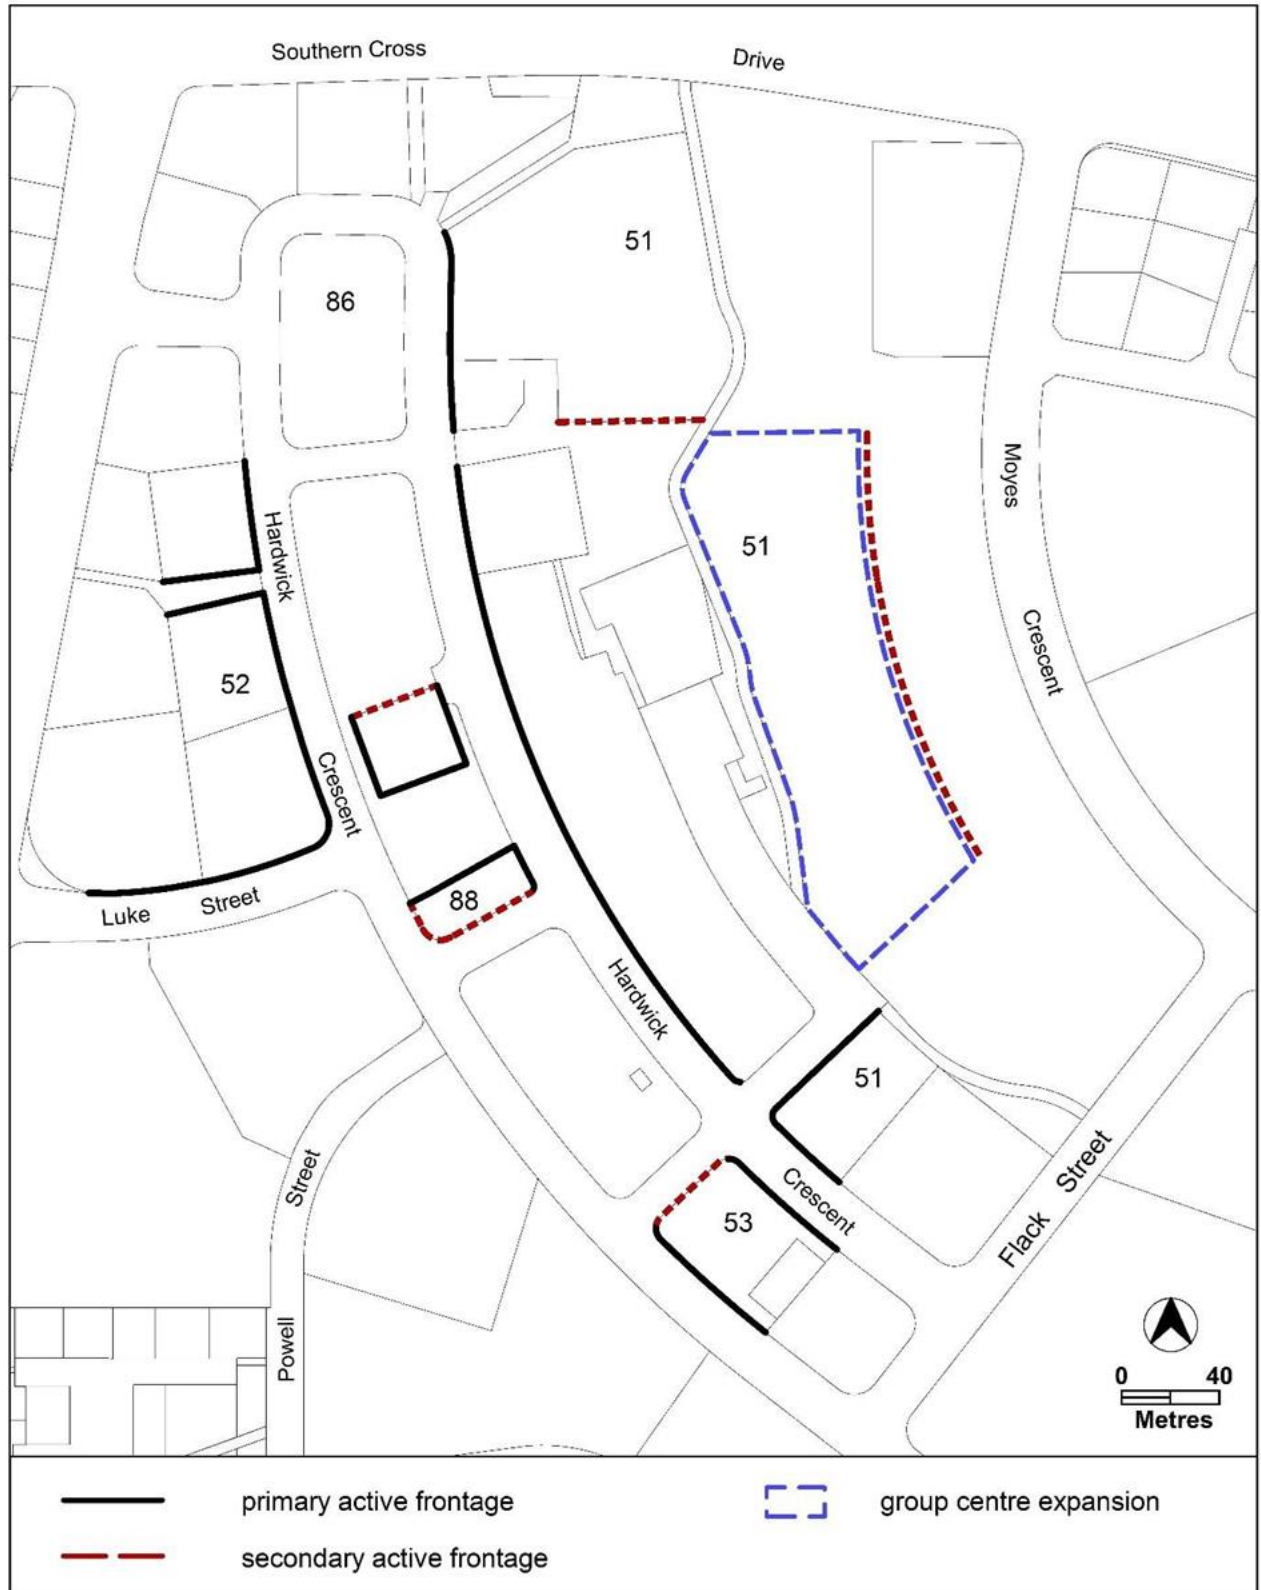 Southern Cross
Drive
51
86
Moyes
Hardwick
51
Crescent
52
Crescent
88
Luke
Street
Hardwick
51
Street
Street
Crescent
53
Flack
Powell
0 40
Metres
primary active frontage
group centre expansion
secondary active frontage